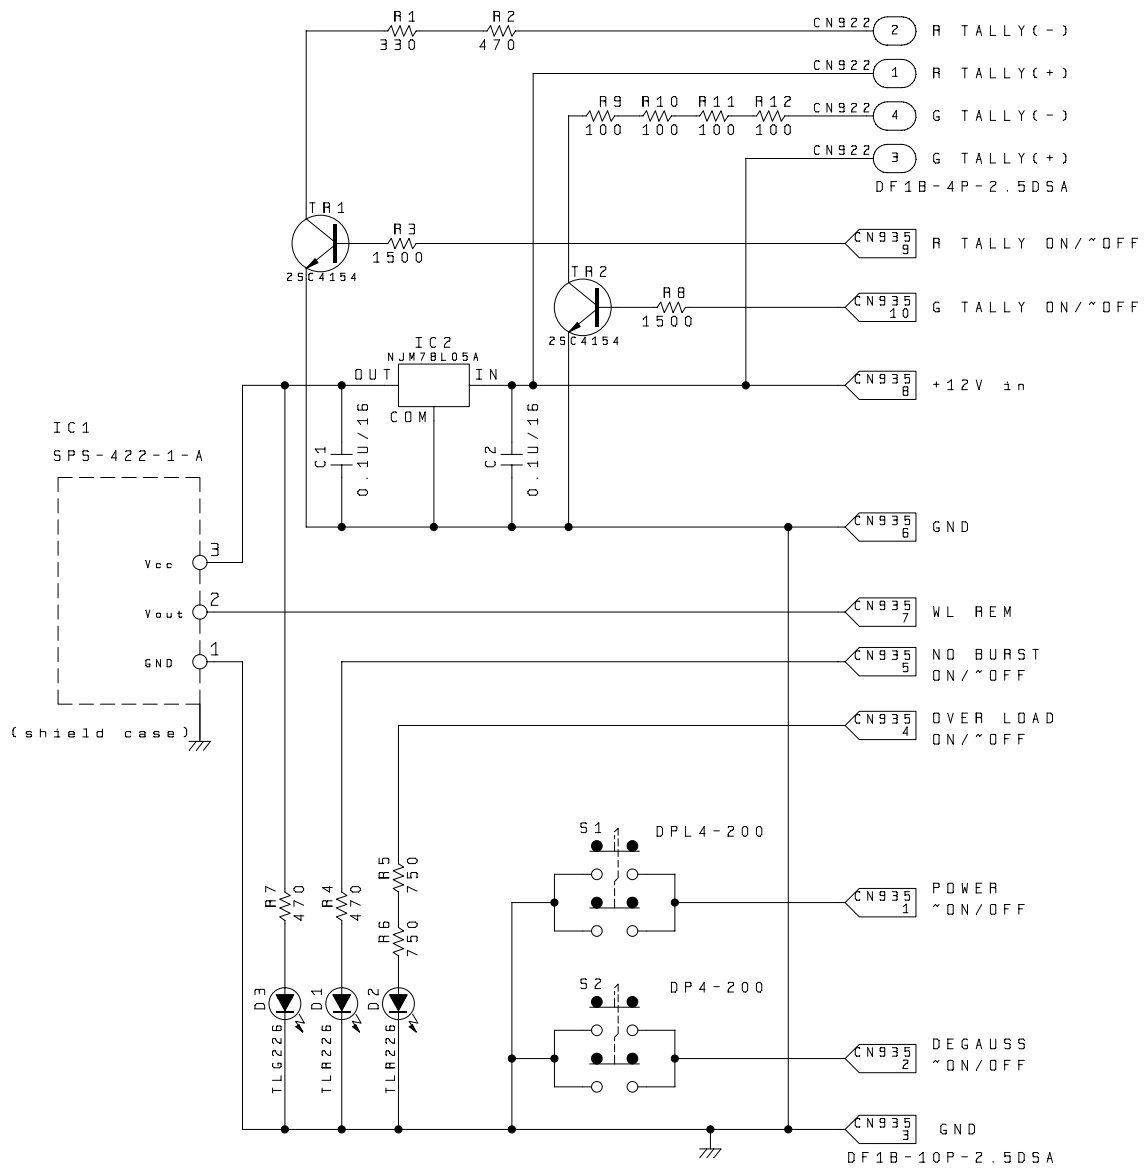 R1
330
R2
470
CN922
2
R TALLY(-)
CN922
1
R TALLY(+)
R9
100
R10
100
R11
100
R12
100
CN922
4
G TALLY(-)
CN922
3
G TALLY(+)
DF1B-4P-2.5DSA
TR1
2SC4154
R3
1500
CN935
9
R TALLY ON/~OFF
TR2
2SC4154
R8
1500
CN935
10
G TALLY ON/~OFF
IC2
NJM78L05A
OUT
IN
COM
CN935
8
+12V in
C1
0.1U/16
C2
0.1U/16
IC1
SPS-422-1-A
CN935
6
GND
Vcc
3
Vout
2
CN935
7
WL REM
GND
1
CN935
5
NO BURST
ON/~OFF
(shield case)
CN935
4
OVER LOAD
ON/~OFF
S1
DPL4-200
R7
470
R4
470
R5
750
R6
750
CN935
1
POWER
~ON/OFF
S2
DP4-200
D3
TLG226
D1
TLR226
D2
TLR226
CN935
2
DEGAUSS
~ON/OFF
CN935
3
GND
DF1B-10P-2.5DSA